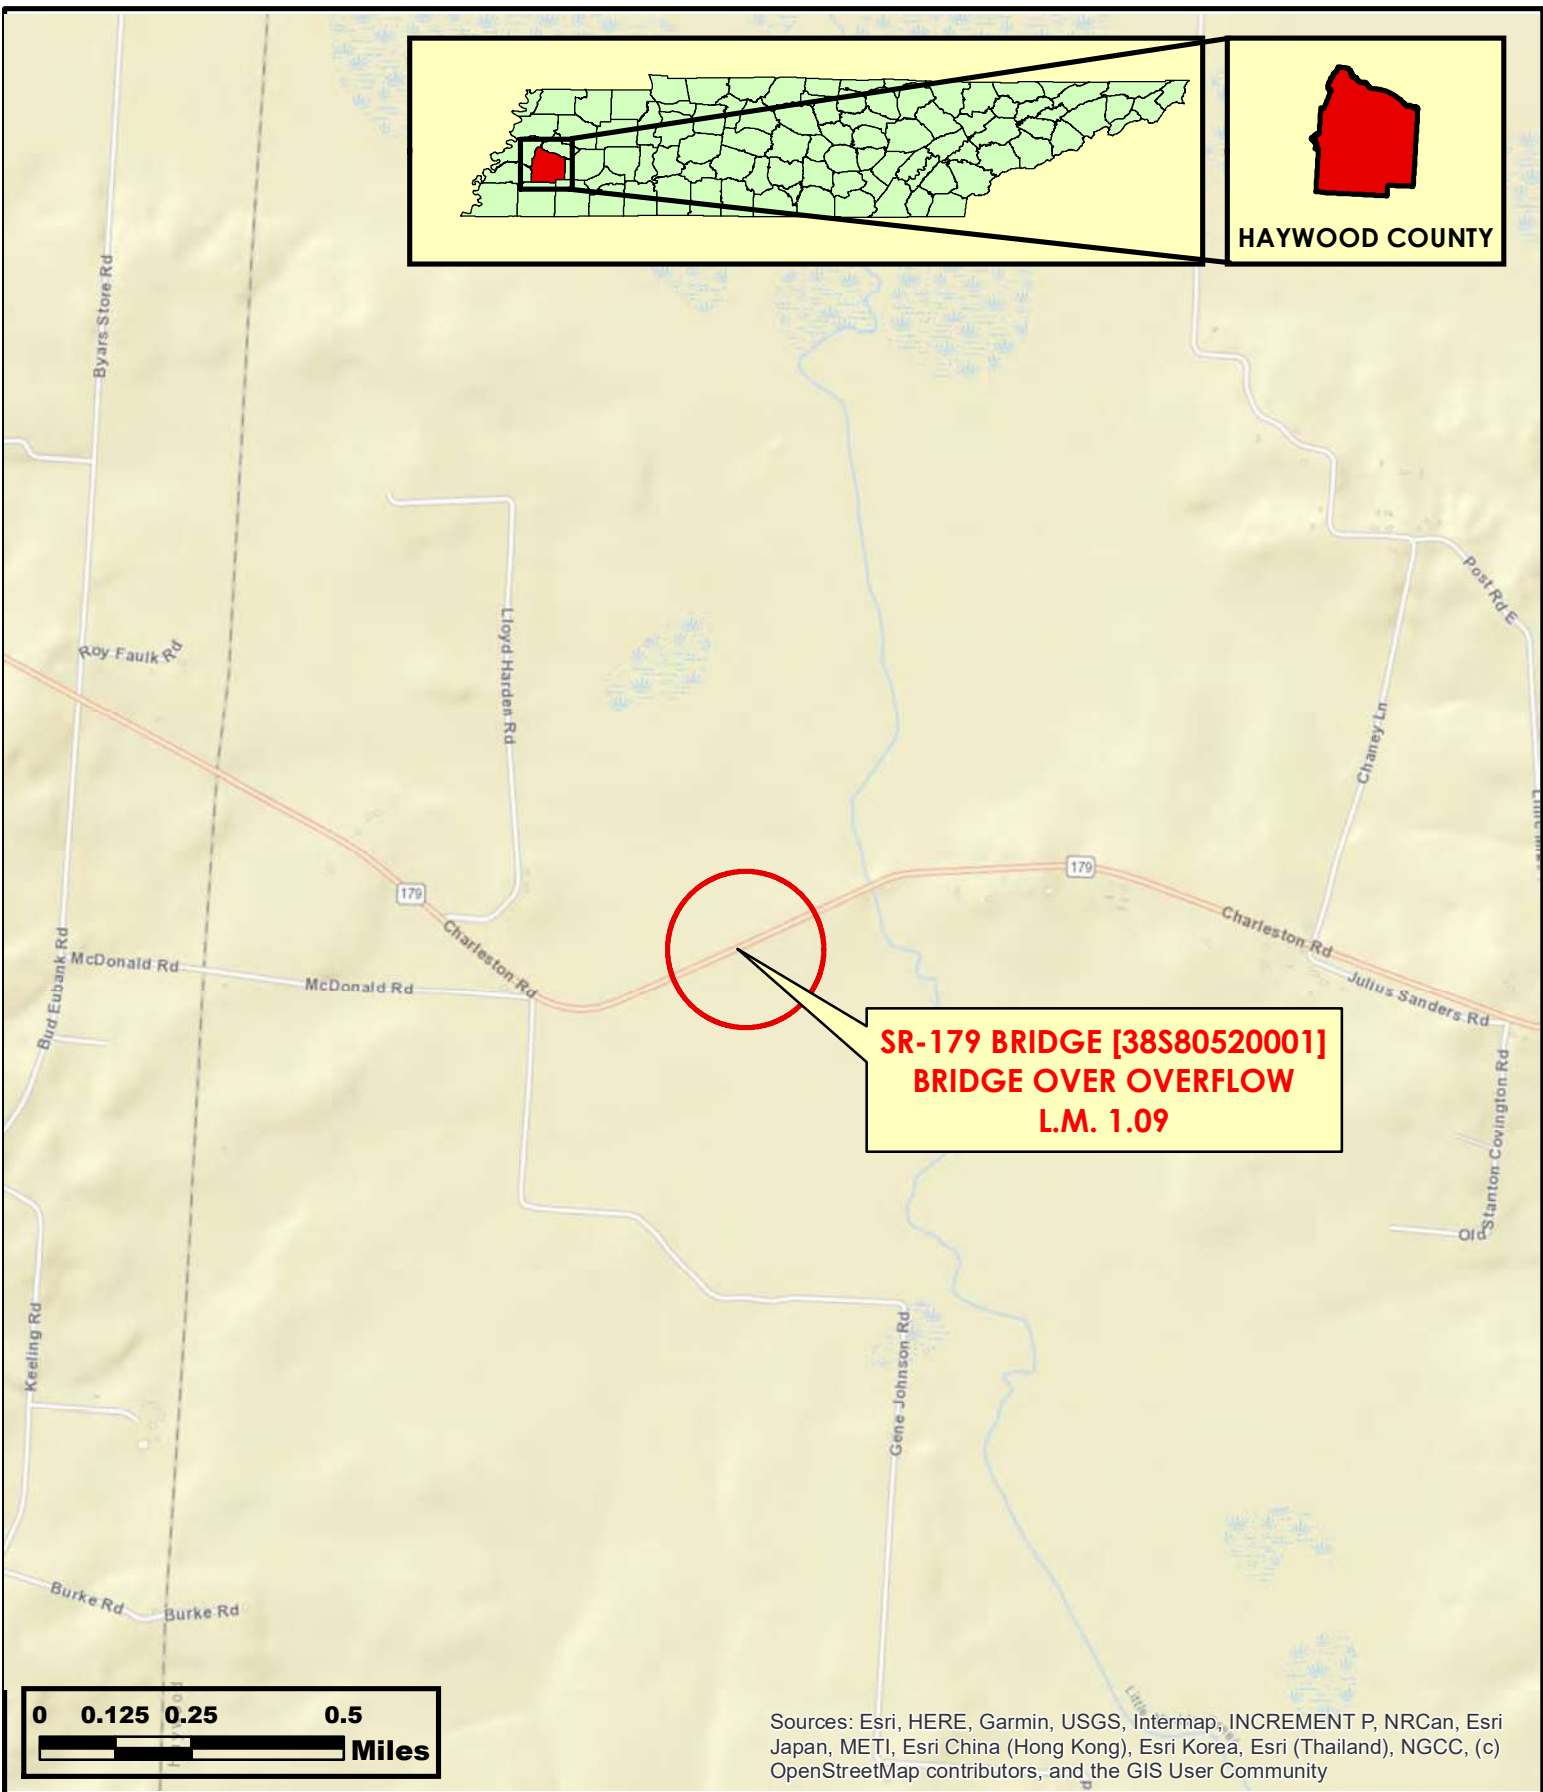 HAYWOOD COUNTY
Byars Store Rd
Post Rd E
Roy Faulk Rd
Lloyd Harden Rd
Chaney Ln
179
179
Charleston Rd
Charleston Rd
McDonald Rd
McDonald Rd
Bud Eubank Rd
Julius Sanders Rd
SR-179 BRIDGE [38S80520001]
BRIDGE OVER OVERFLOW
L.M. 1.09
Old Stanton Covington Rd
Keeling Rd
Gene Johnson Rd
Burke Rd
Burke Rd
Haywood
0 0.125 0.25 0.5
Miles
Sources: Esri, HERE, Garmin, USGS, Intermap, INCREMENT P, NRCan, Esri
Japan, METI, Esri China (Hong Kong), Esri Korea, Esri (Thailand), NGCC, (c)
OpenStreetMap contributors, and the GIS User Community